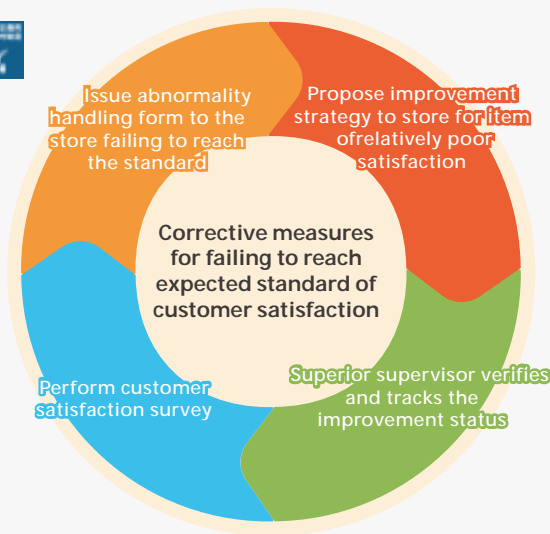 Issue abnormality
handling form to the
store failing to reach
the standard
Propose improvement
strategy to store for item
ofrelatively poor
satisfaction
Corrective measures
for failing to reach
expected standard of
customer satisfaction
Perform customer
satisfaction survey
Superior supervisor verifies
and tracks the
improvement status